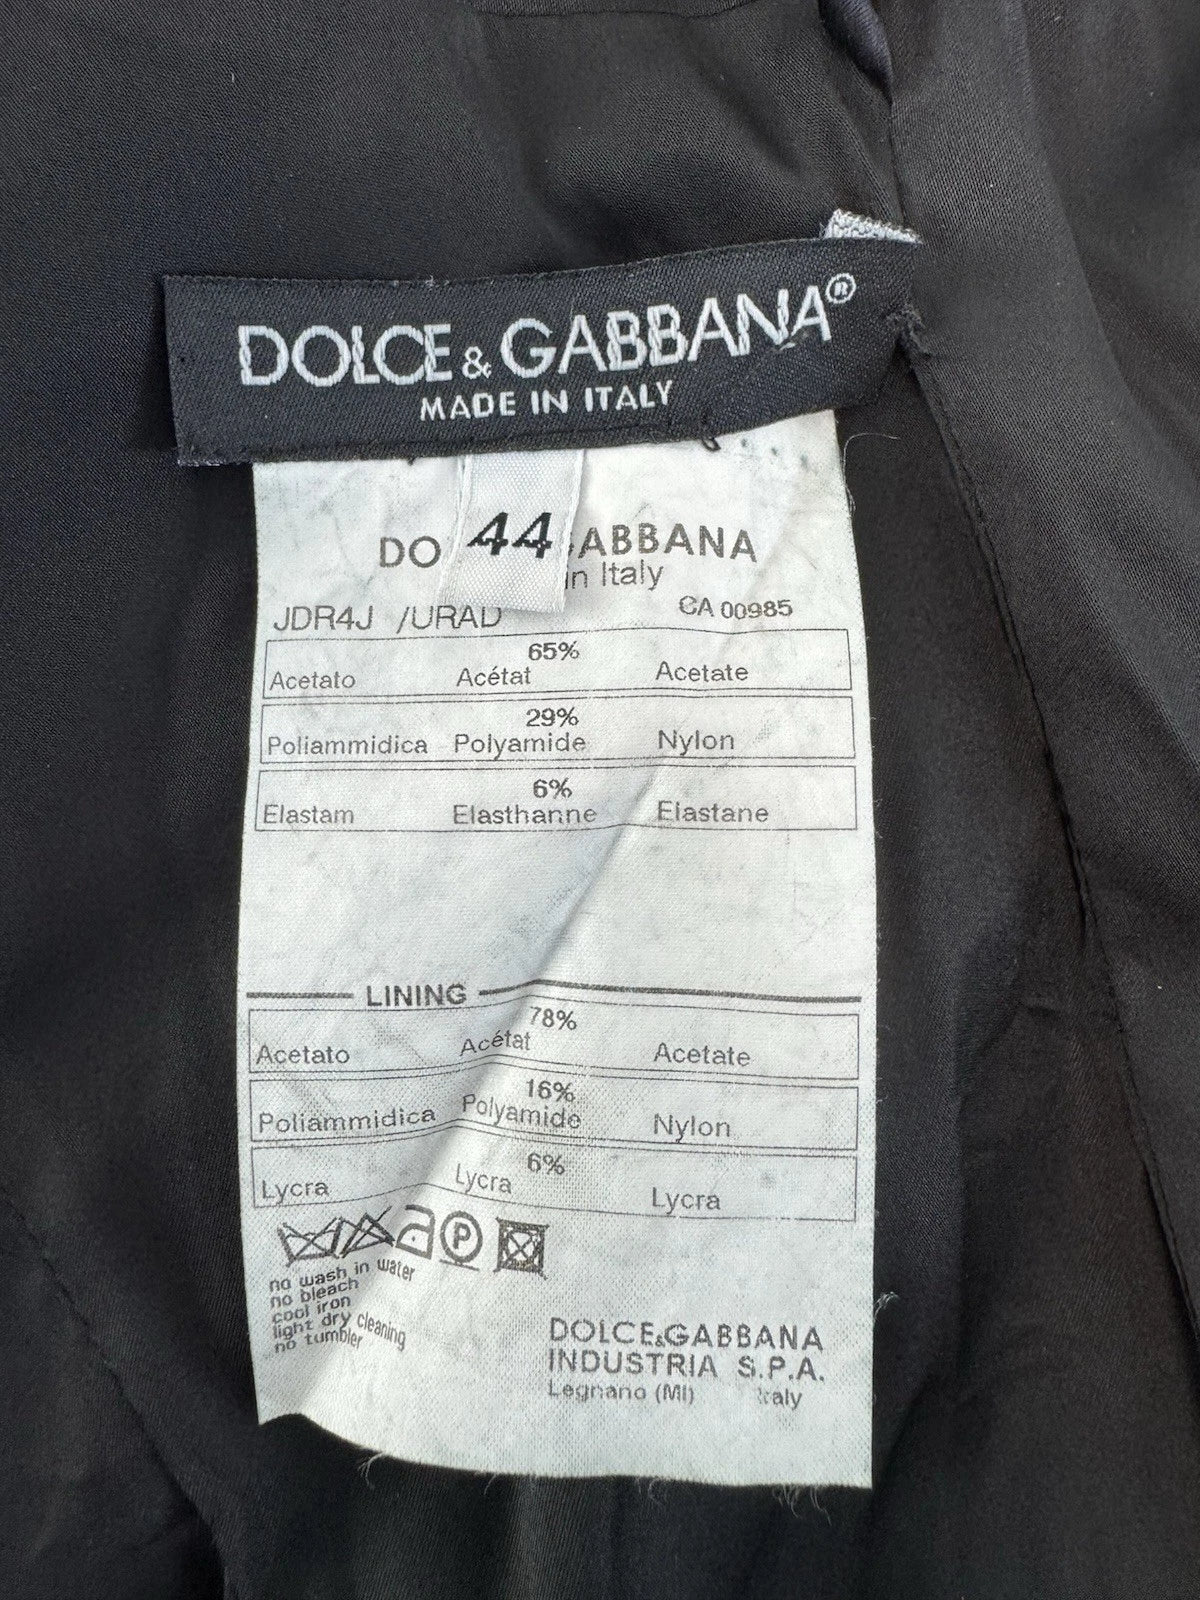 DOLCE & GABBANA®
MADE IN ITALY
44
DO ABBANA
in Italy
JDR4J /URAD CA 00985
65%
Acetato Acétat Acetate
29%
Poliammidica Polyamide Nylon
6%
Elastam Elasthanne Elastane
LINING
78%
Acetato Acétat Acetate
16%
Poliammidica Polyamide Nylon
6%
Lycra Lycra Lycra
P
no wash in water
no bleach
cool iron
light dry cleaning
no tumbler
DOLCE&GABBANA
INDUSTRIA S.P.A.
Legnano (MI) Italy